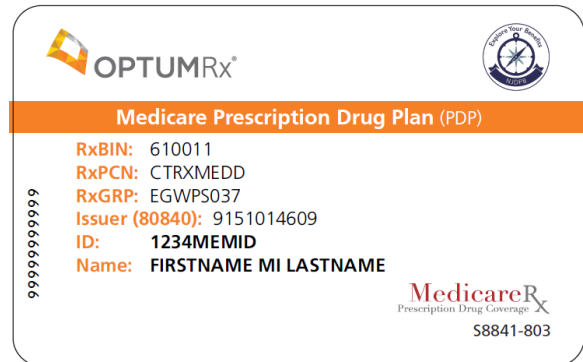 OPTUMRx®
Explore Your Benefits
NJDPB
Medicare Prescription Drug Plan (PDP)
RxBIN: 610011
RxPCN: CTRXMEDD
RxGRP: EGWPS037
Issuer (80840): 9151014609
ID: 1234MEMID
Name: FIRSTNAME MI LASTNAME
99999999999
MedicareRx
Prescription Drug Coverage
S8841-803